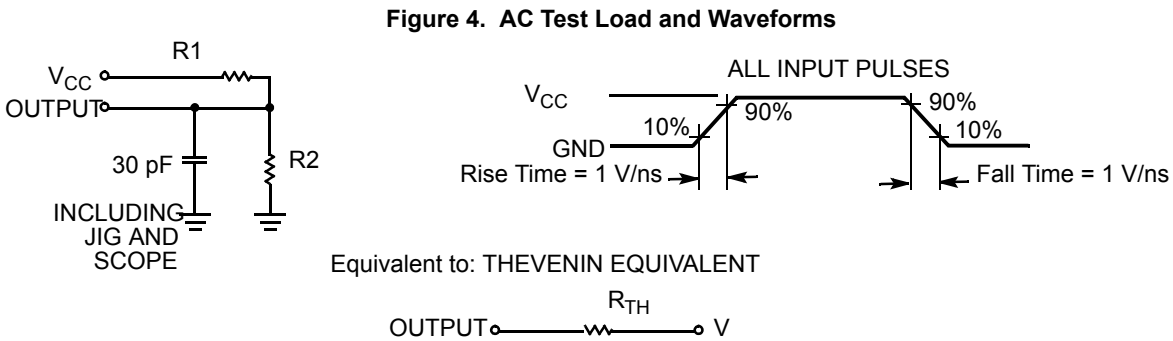 Figure 4. AC Test Load and Waveforms
R1
VCC
OUTPUT
30 pF
R2
INCLUDING
JIG AND
SCOPE
ALL INPUT PULSES
VCC
GND
10%
90%
90%
10%
Rise Time = 1 V/ns
Fall Time = 1 V/ns
Equivalent to: THEVENIN EQUIVALENT
RTH
OUTPUT
V